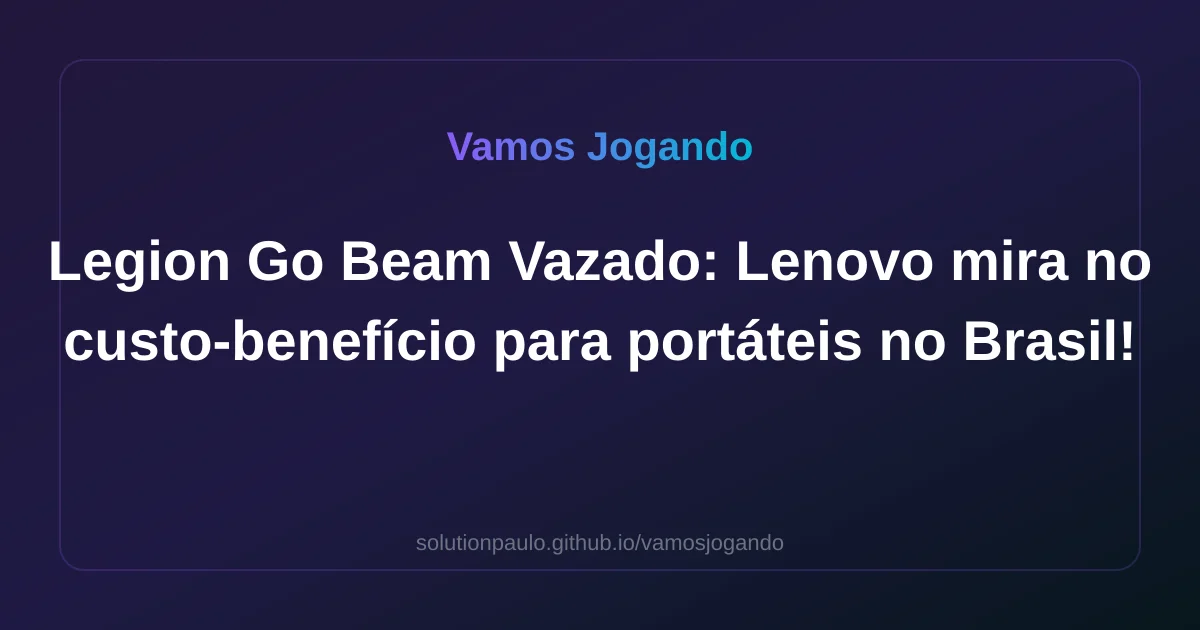 Vamos Jogando
Legion Go Beam Vazado: Lenovo mira no
custo-benefício para portáteis no Brasil!
solutionpaulo.github.io/vamosjogando